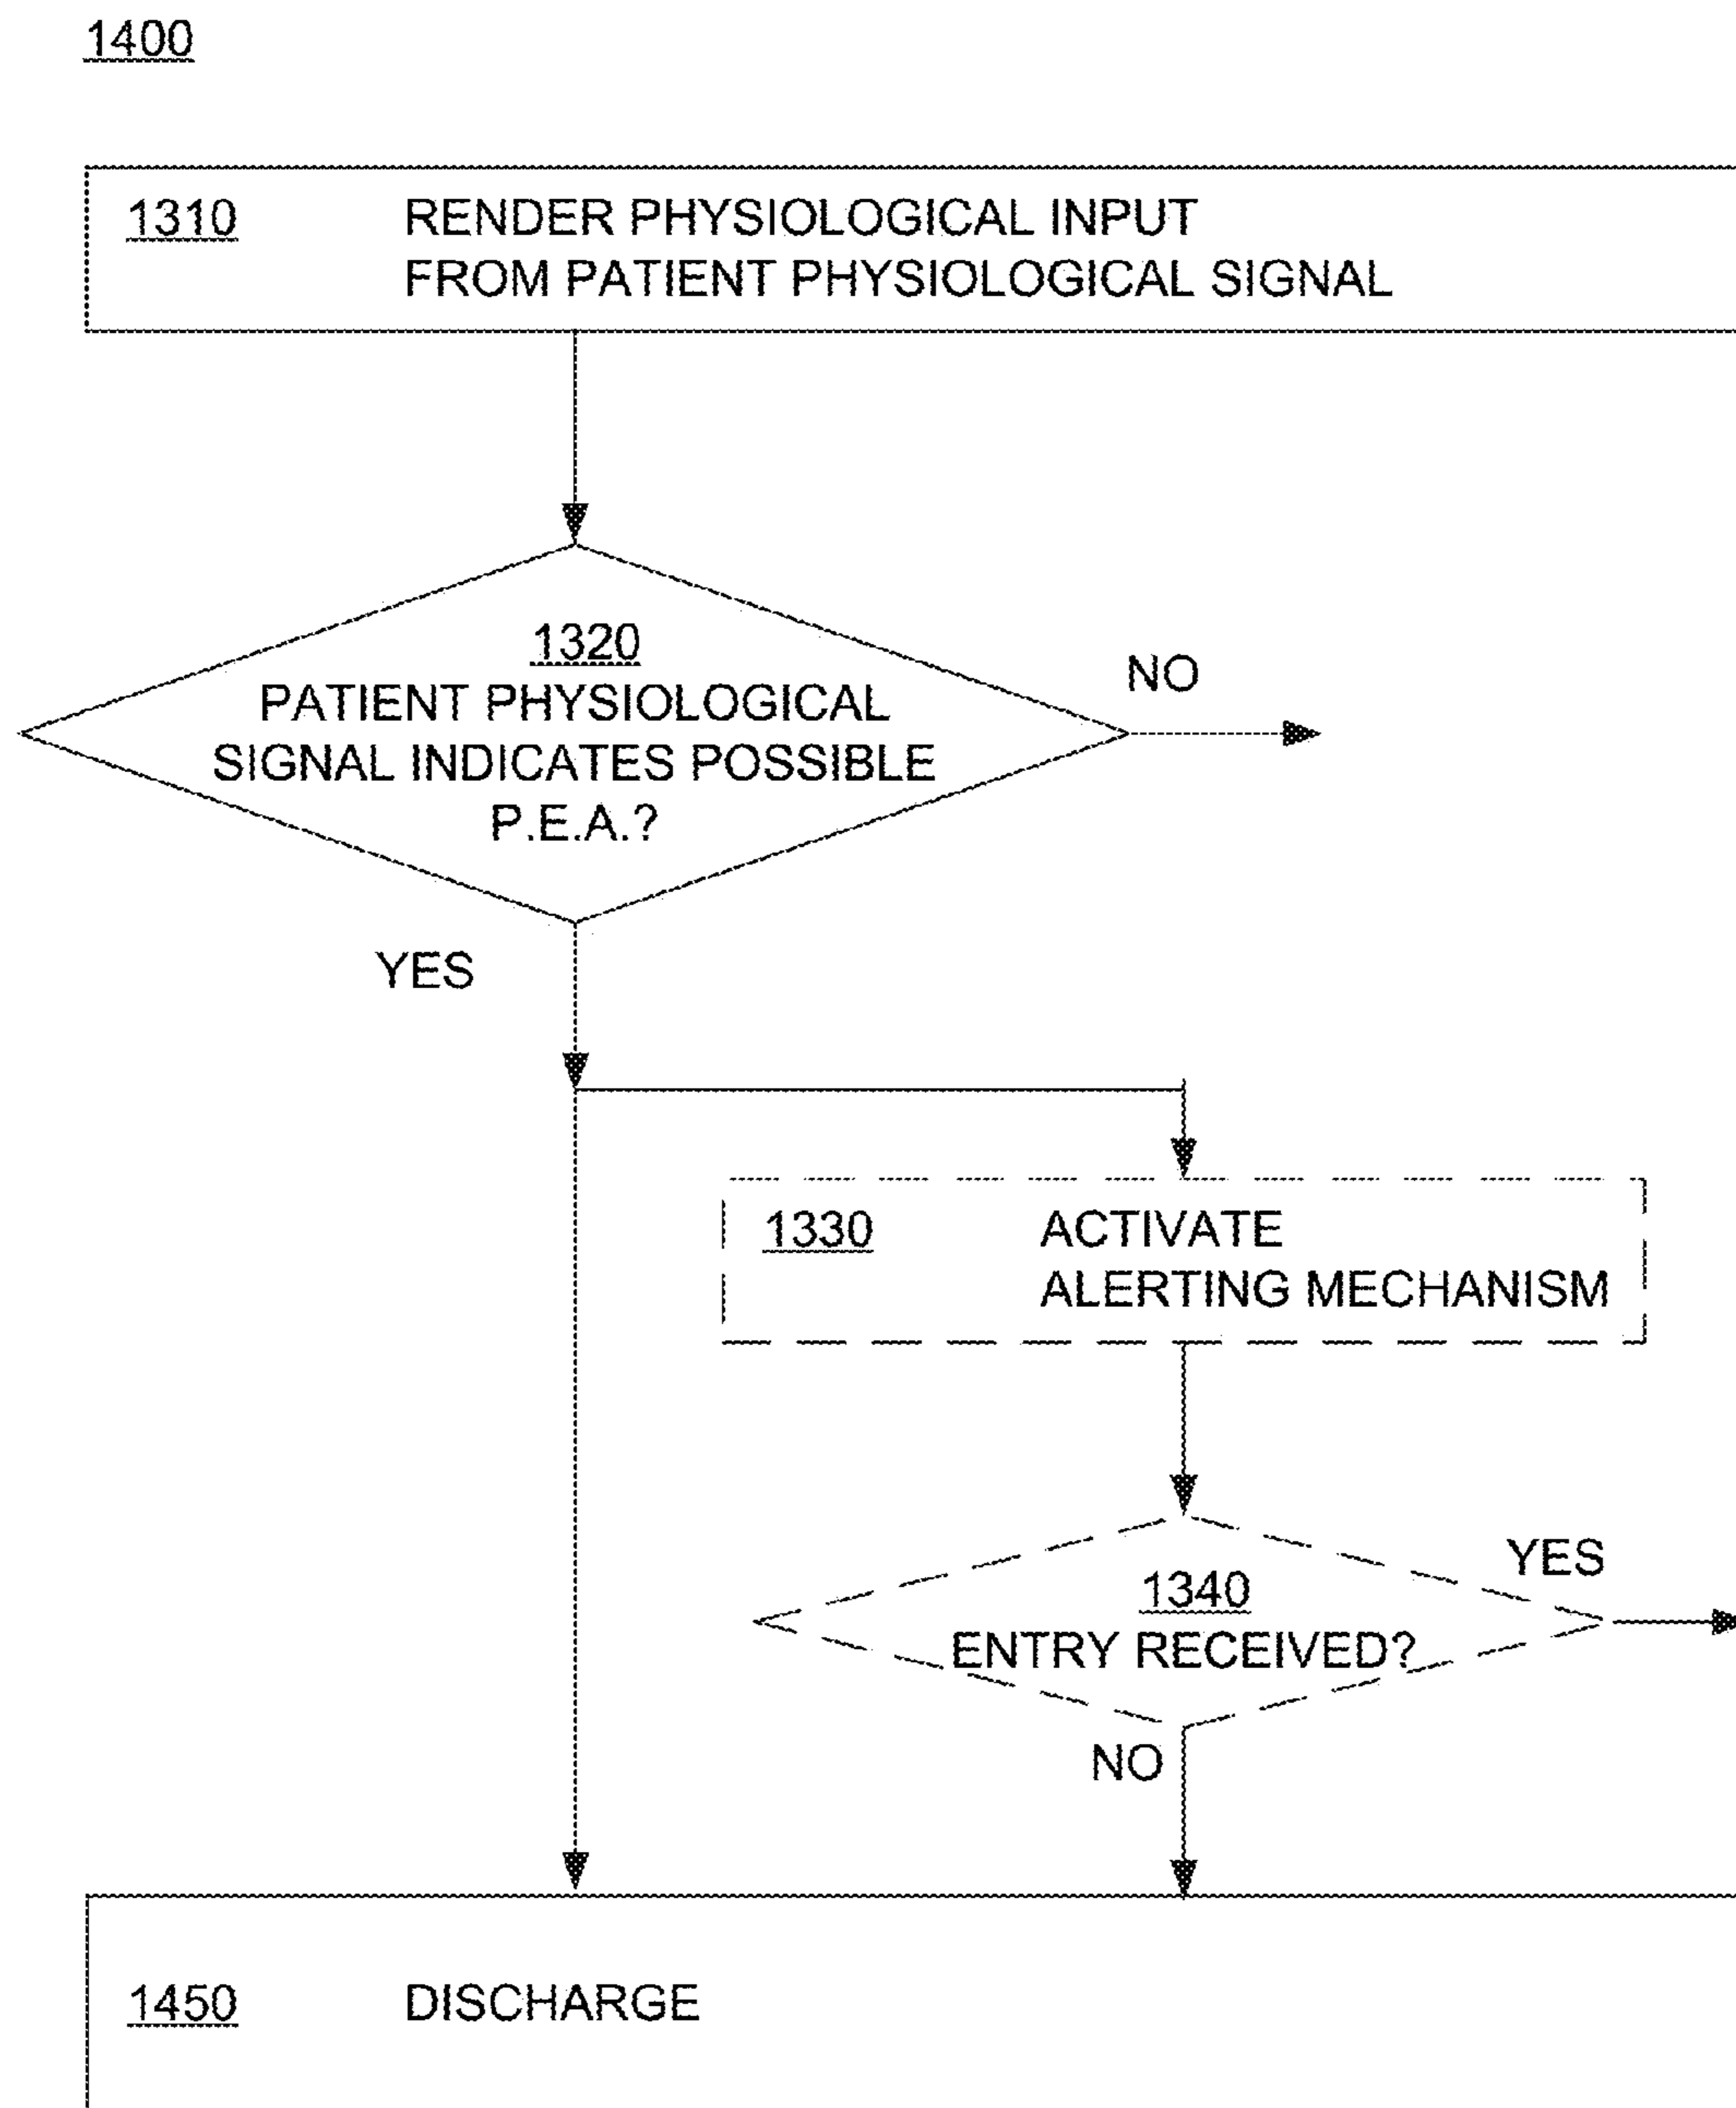 1400
1310 RENDER PHYSIOLOGICAL INPUT
FROM PATIENT PHYSIOLOGICAL SIGNAL
1320
PATIENT PHYSIOLOGICAL
SIGNAL INDICATES POSSIBLE
P.E.A.?
NO
YES
1330 ACTIVATE
ALERTING MECHANISM
1340
ENTRY RECEIVED?
YES
NO
1450 DISCHARGE